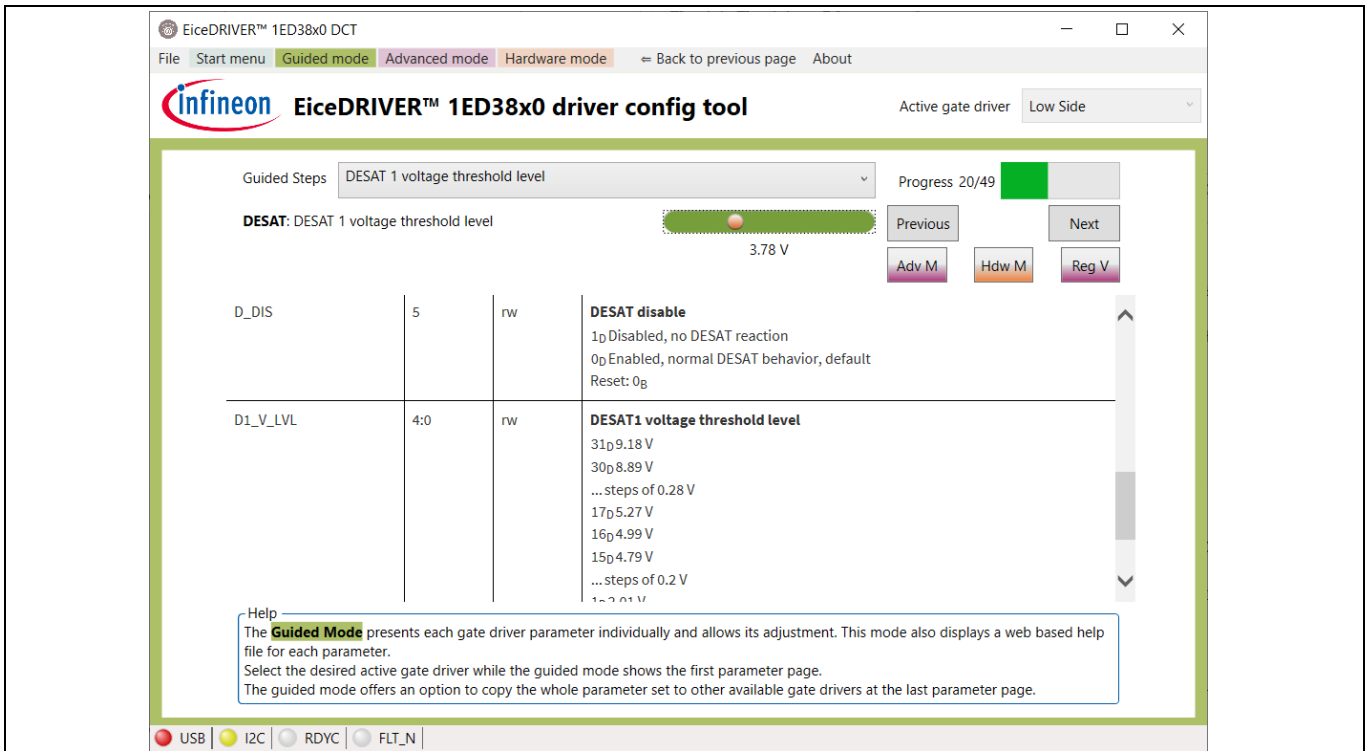 EiceDRIVER™ 1ED38x0 DCT
File Start menu Guided mode Advanced mode Hardware mode ⇐ Back to previous page About
infineon EiceDRIVER™ 1ED38x0 driver config tool Active gate driver Low Side
Guided Steps DESAT 1 voltage threshold level Progress 20/49
DESAT: DESAT 1 voltage threshold level Previous Next
3.78 V
Adv M Hdw M Reg V
D_DIS 5 rw DESAT disable
1D Disabled, no DESAT reaction
0D Enabled, normal DESAT behavior, default
Reset: 0B
D1_V_LVL 4:0 rw DESAT1 voltage threshold level
31D 9.18 V
30D 8.89 V
... steps of 0.28 V
17D 5.27 V
16D 4.99 V
15D 4.79 V
... steps of 0.2 V
1D 2.01 V
Help
The Guided Mode presents each gate driver parameter individually and allows its adjustment. This mode also displays a web based help
file for each parameter.
Select the desired active gate driver while the guided mode shows the first parameter page.
The guided mode offers an option to copy the whole parameter set to other available gate drivers at the last parameter page.
USB I2C RDYC FLT_N